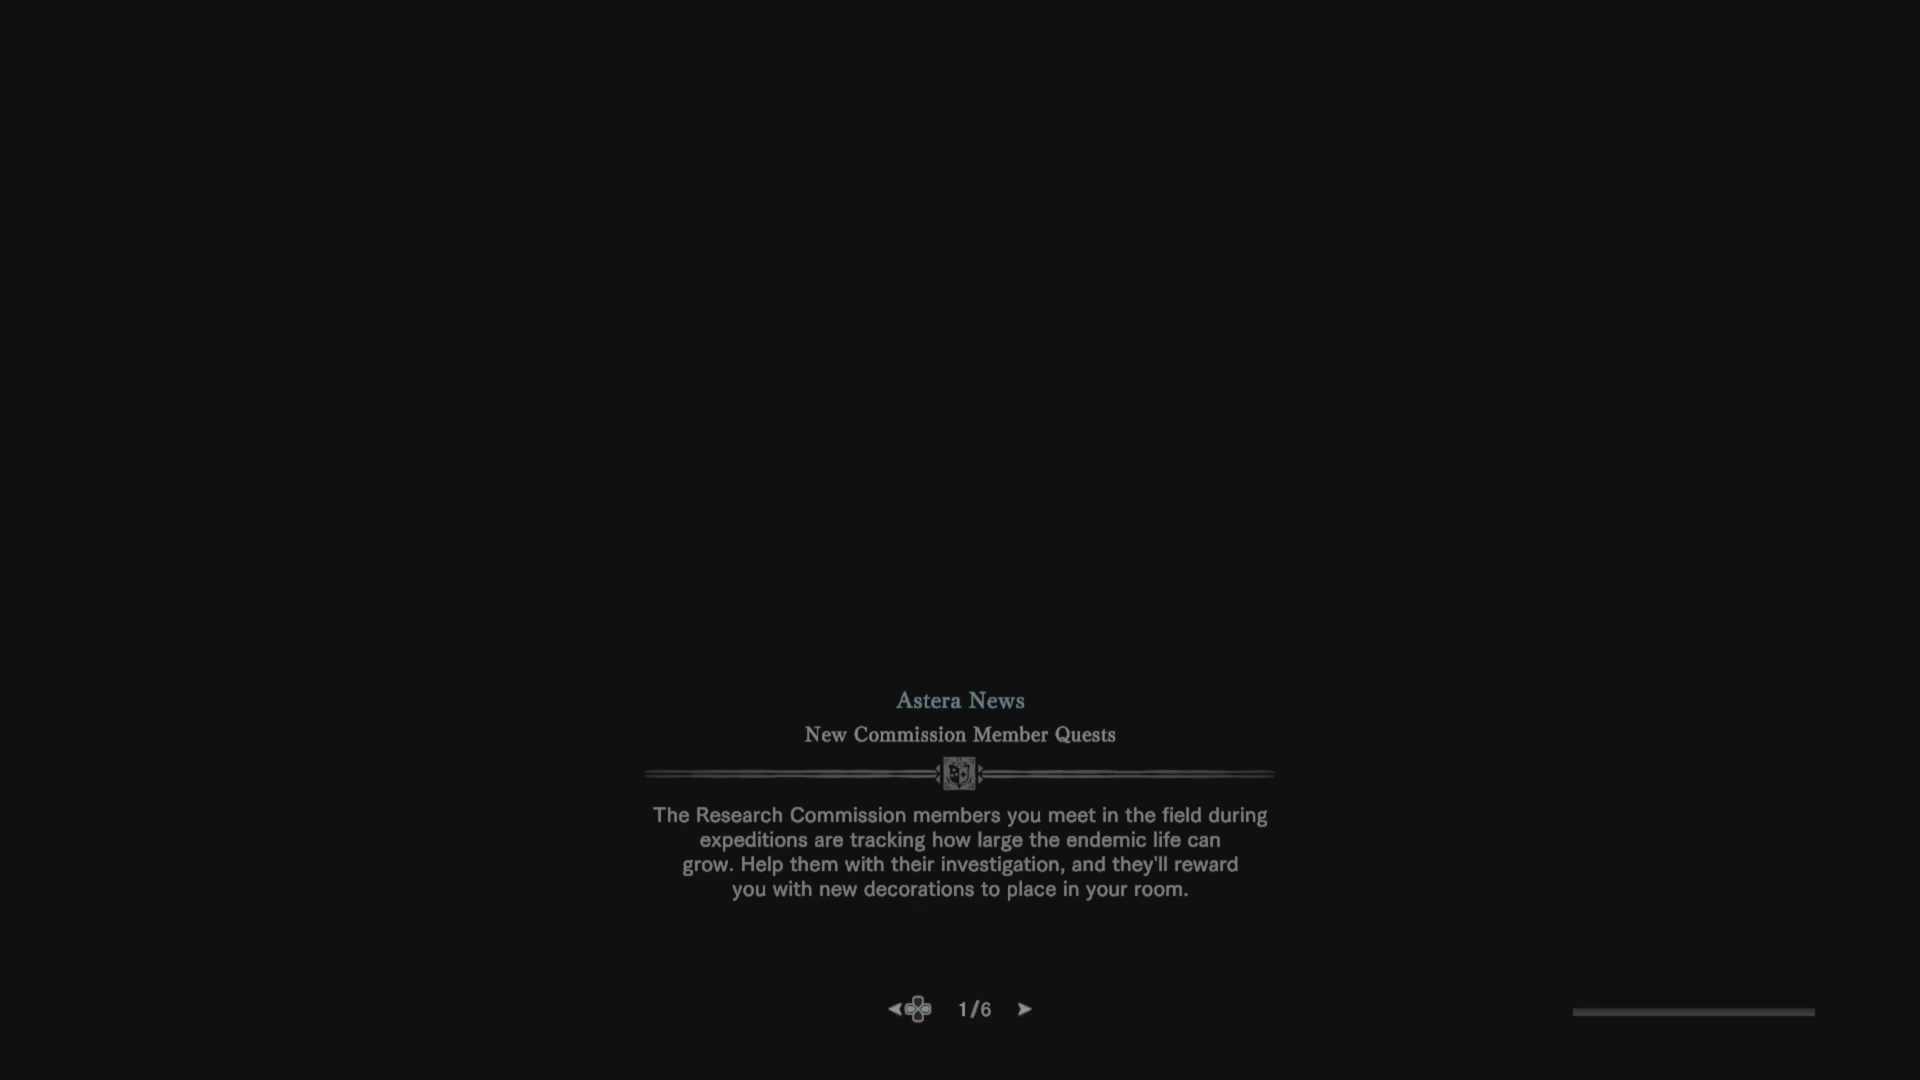 Astera News
New Commission Member Quests
The Research Commission members you meet in the field during
expeditions are tracking how large the endemic life can
grow. Help them with their investigation, and they'll reward
you with new decorations to place in your room.
1/6